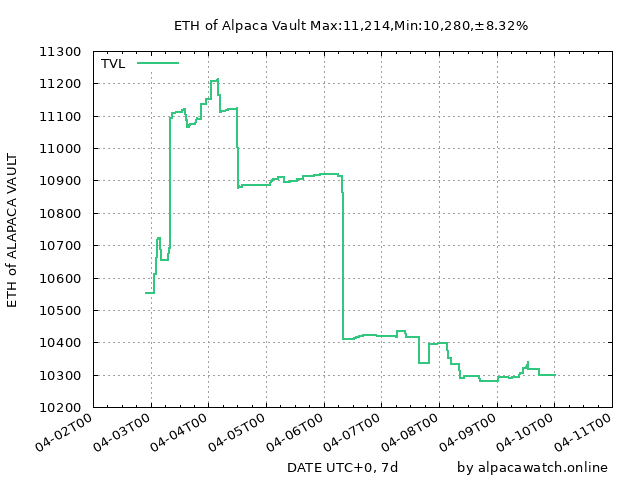 ETH of Alpaca Vault Max:11,214,Min:10,280,±8.32%
TVL
ETH of ALAPACA VAULT
11300
11200
11100
11000
10900
10800
10700
10600
10500
10400
10300
10200
04-02T00
04-03T00
04-04T00
04-05T00
04-06T00
04-07T00
04-08T00
04-09T00
04-10T00
04-11T00
DATE UTC+0, 7d
by alpacawatch.online